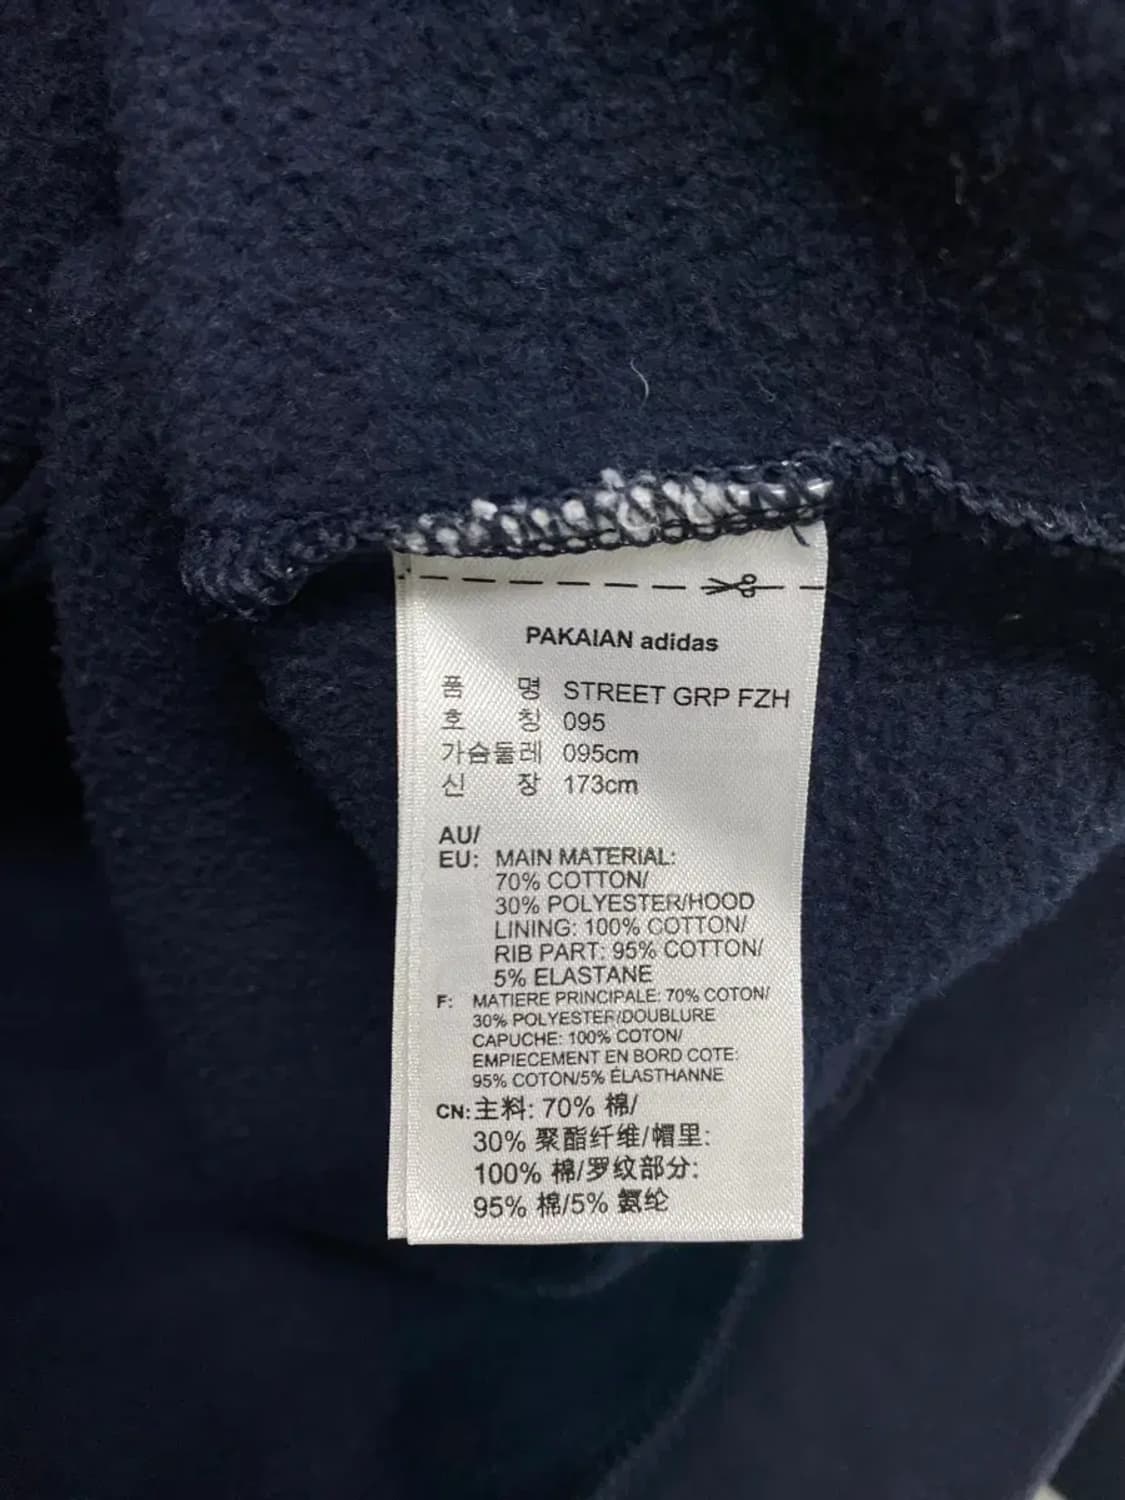 PAKAIAN adidas
품 명 STREET GRP FZH
호 칭 095
가슴둘레 095cm
신 장 173cm
AU/
EU: MAIN MATERIAL:
70% COTTON/
30% POLYESTER/HOOD
LINING: 100% COTTON/
RIB PART: 95% COTTON/
5% ELASTANE
F: MATIERE PRINCIPALE: 70% COTON/
30% POLYESTER/DOUBLURE
CAPUCHE: 100% COTON/
EMPIECEMENT EN BORD COTE:
95% COTON/5% ÉLASTHANNE
CN: 主料: 70% 棉/
30% 聚酯纤维/帽里:
100% 棉/罗纹部分:
95% 棉/5% 氨纶